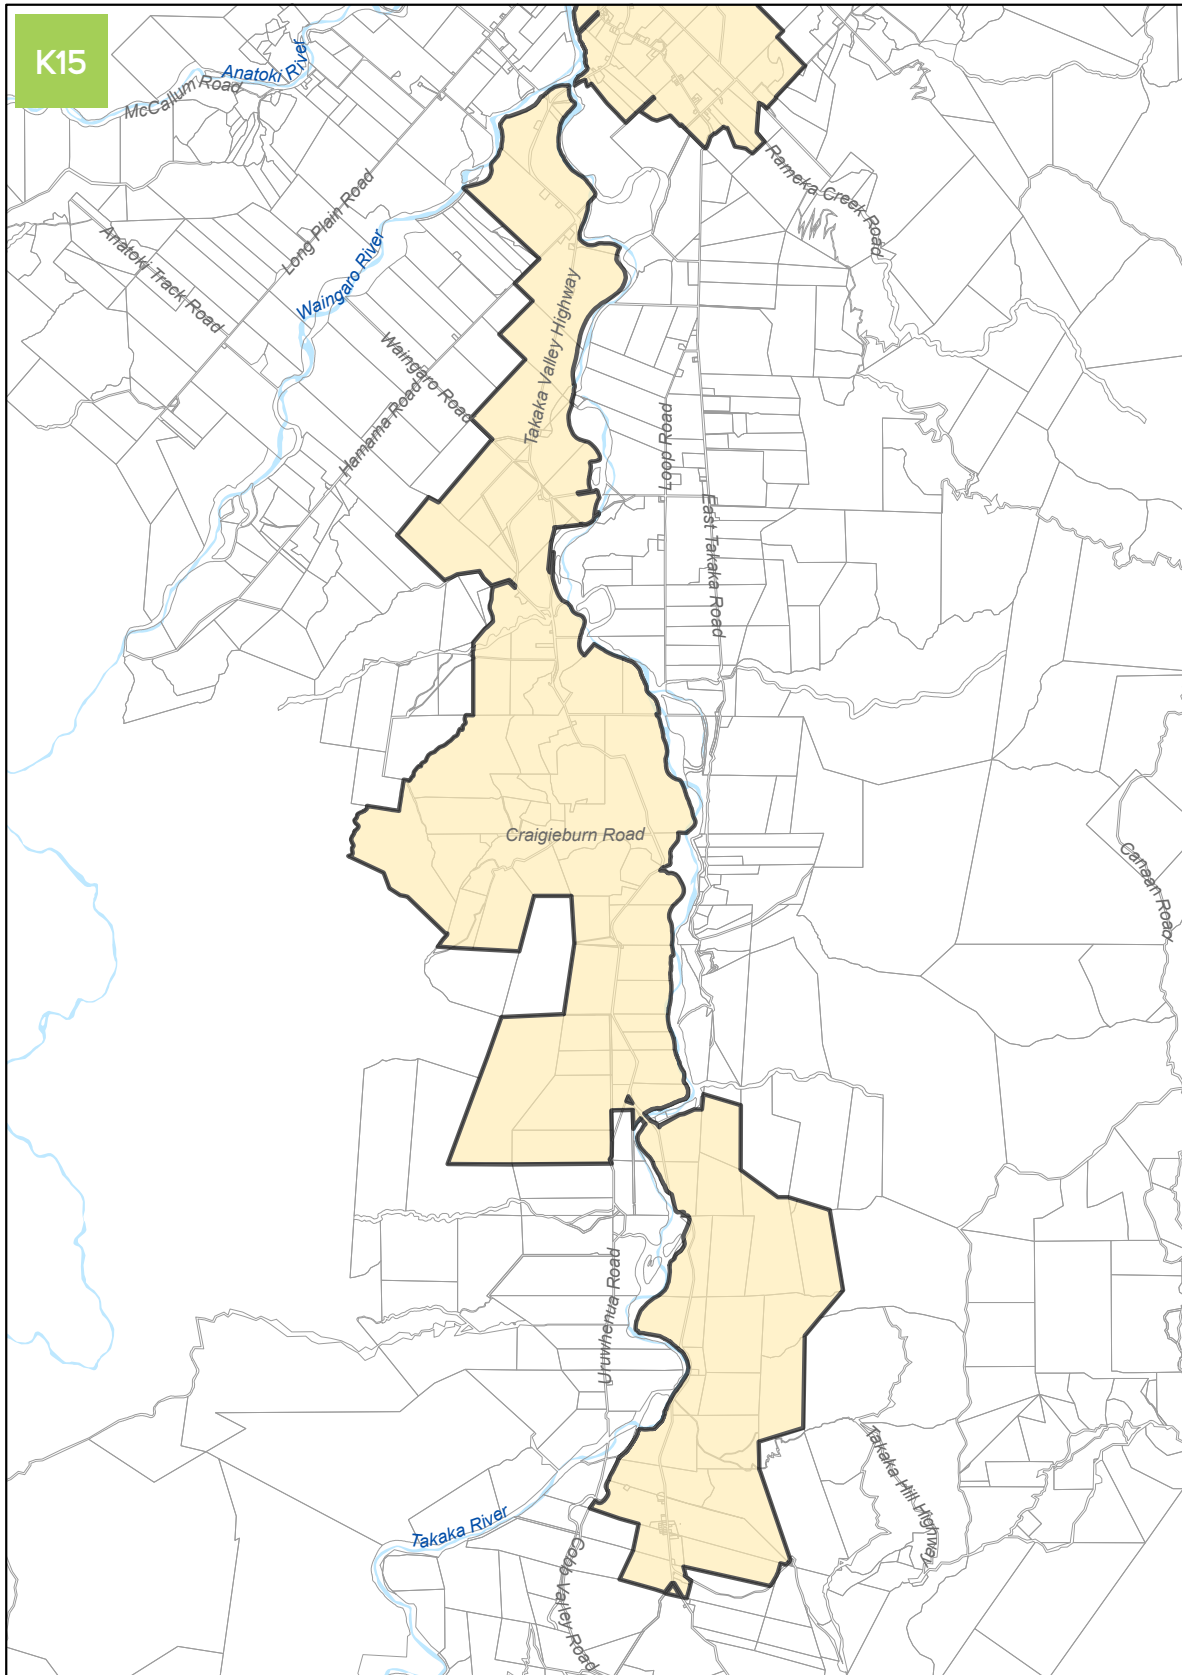 K15
Anatoki River
McCallum Road
Rameka Creek Road
Long Plain Road
Anatoki Track Road
Waingaro River
Takaka Valley Highway
Waingaro Road
Hamama Road
Loop Road
East Takaka Road
Craigieburn Road
Canaan Road
Uruwhenua Road
Takaka Hill Highway
Takaka River
Cobb Valley Road